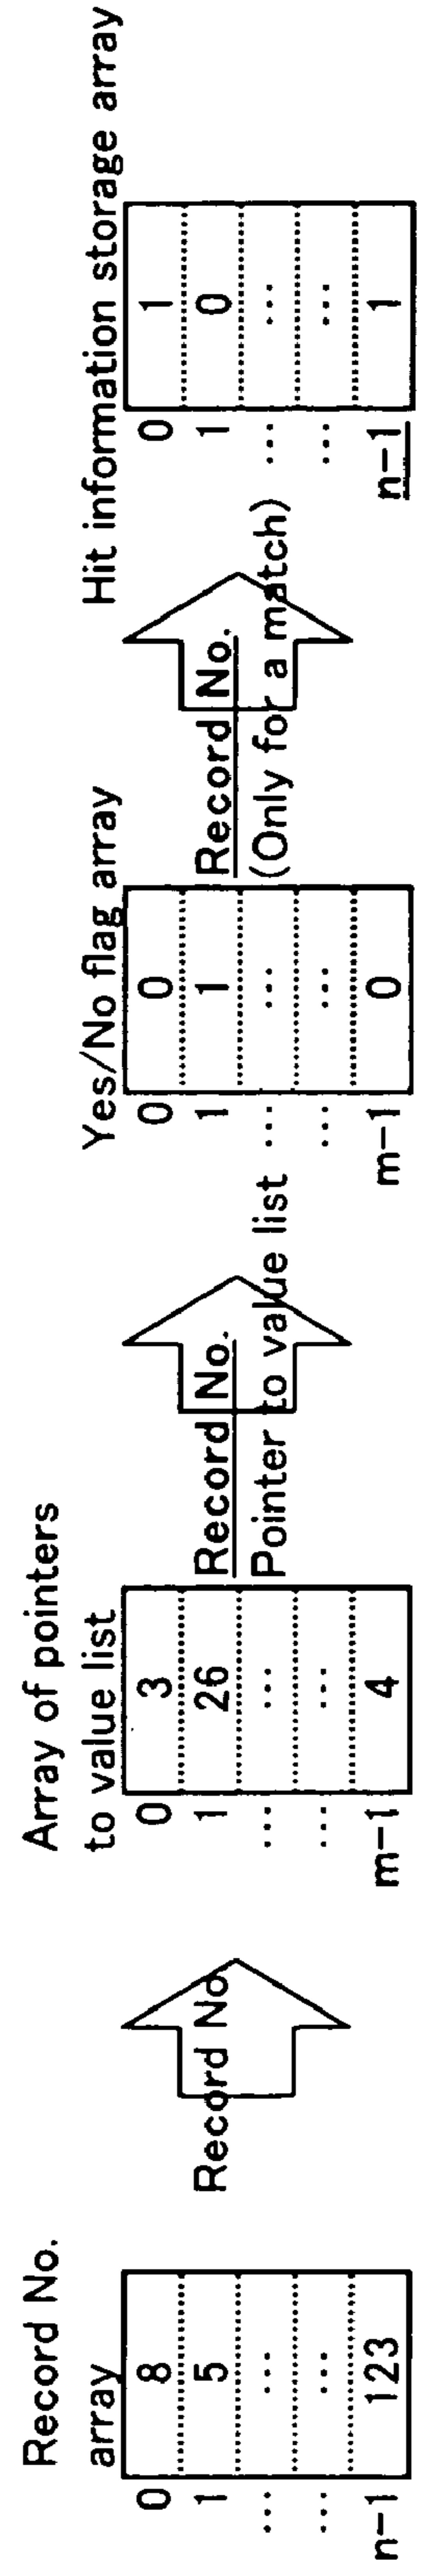 Record No.
array
0 8
1 5
... ...
... ...
n-1 123
Record No
Array of pointers
to value list
0 3
1 26
... ...
... ...
m-1 4
Record No.
Pointer to value list
Yes/No flag array
0 0
1 1
... ...
... ...
m-1 0
Record No.
(Only for a match)
Hit information storage array
0 1
1 0
... ...
... ...
n-1 1